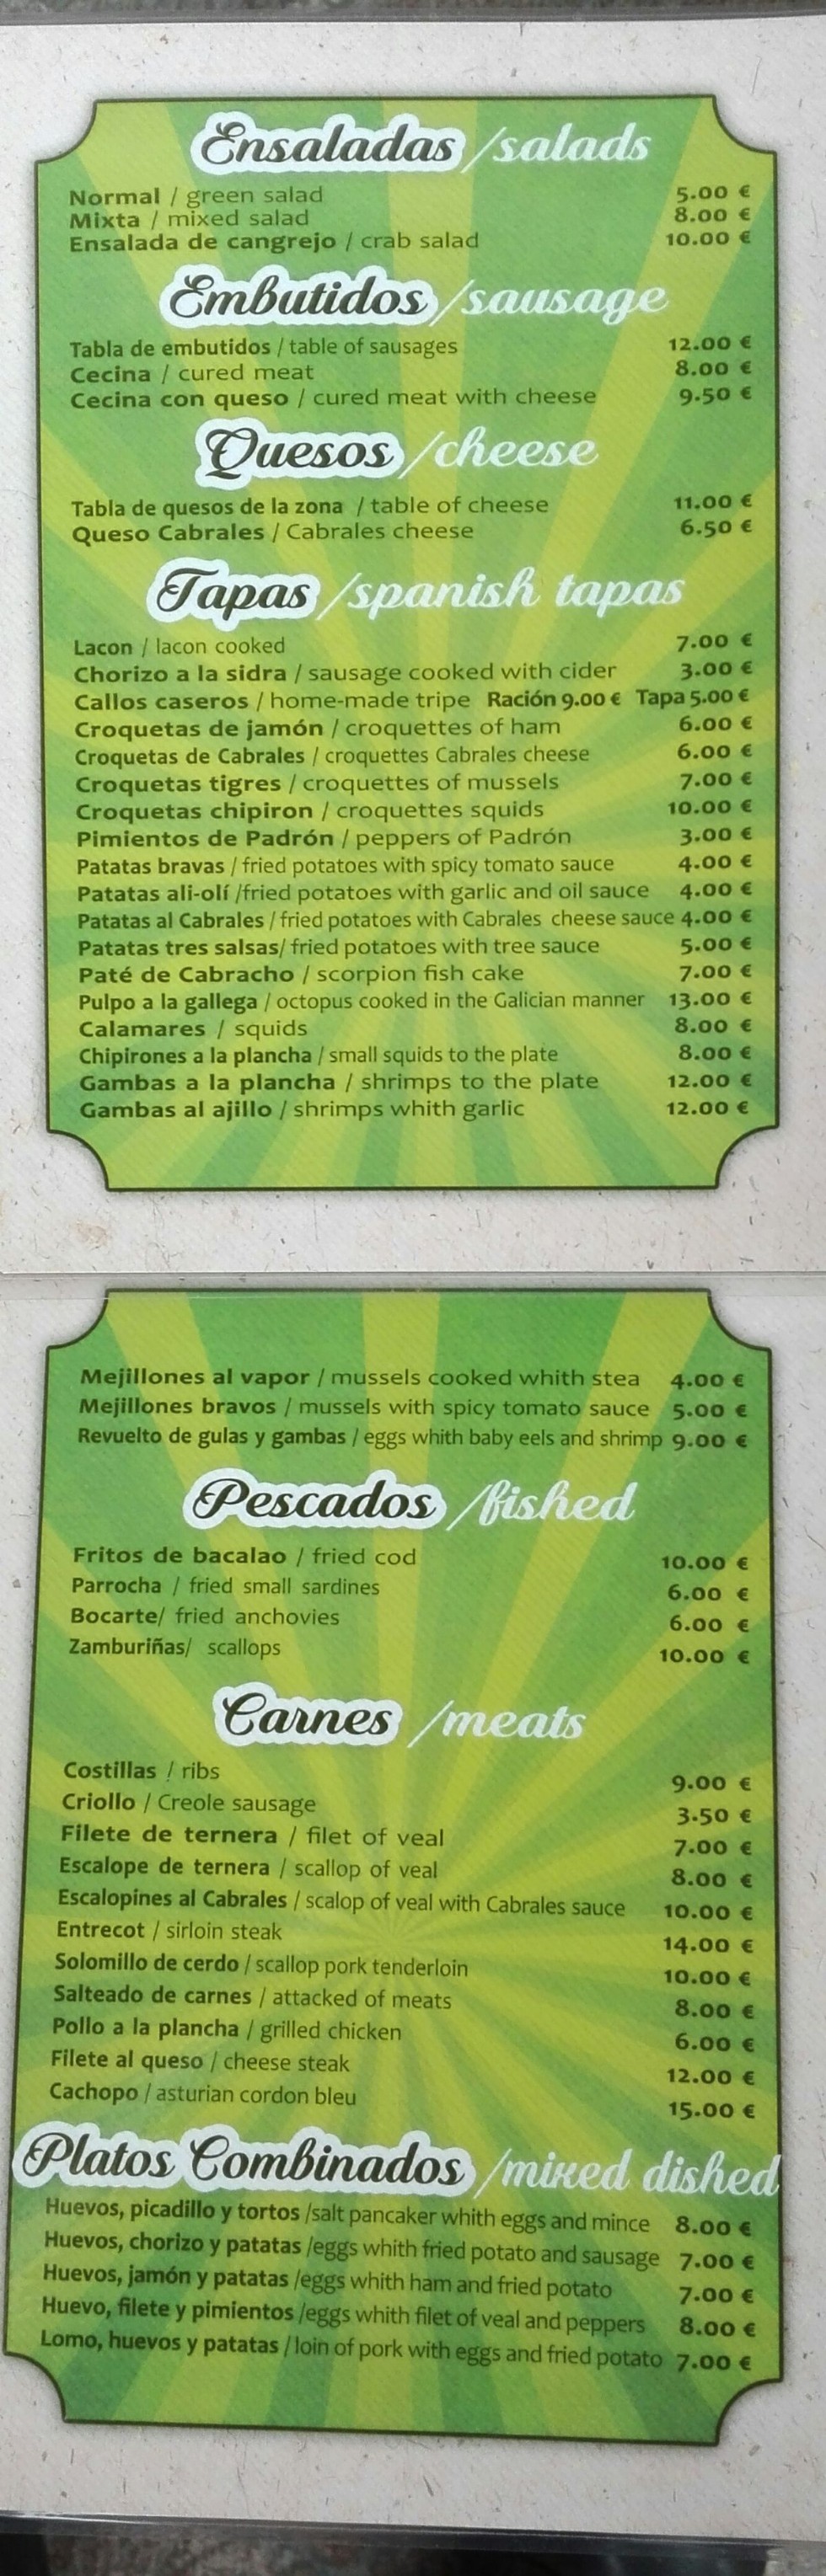 Ensaladas /salads
Normal / green salad 5.00 €
Mixta / mixed salad 8.00 €
Ensalada de cangrejo / crab salad 10.00 €
Embutidos /sausage
Tabla de embutidos / table of sausages 12.00 €
Cecina / cured meat 8.00 €
Cecina con queso / cured meat with cheese 9.50 €
Quesos /cheese
Tabla de quesos de la zona / table of cheese 11.00 €
Queso Cabrales / Cabrales cheese 6.50 €
Tapas /spanish tapas
Lacon / lacon cooked 7.00 €
Chorizo a la sidra / sausage cooked with cider 3.00 €
Callos caseros / home-made tripe Ración 9.00 € Tapa 5.00 €
Croquetas de jamón / croquettes of ham 6.00 €
Croquetas de Cabrales / croquettes Cabrales cheese 6.00 €
Croquetas tigres / croquettes of mussels 7.00 €
Croquetas chipiron / croquettes squids 10.00 €
Pimientos de Padrón / peppers of Padrón 3.00 €
Patatas bravas / fried potatoes with spicy tomato sauce 4.00 €
Patatas ali-olí /fried potatoes with garlic and oil sauce 4.00 €
Patatas al Cabrales / fried potatoes with Cabrales cheese sauce 4.00 €
Patatas tres salsas/ fried potatoes with tree sauce 5.00 €
Paté de Cabracho / scorpion fish cake 7.00 €
Pulpo a la gallega / octopus cooked in the Galician manner 13.00 €
Calamares / squids 8.00 €
Chipirones a la plancha / small squids to the plate 8.00 €
Gambas a la plancha / shrimps to the plate 12.00 €
Gambas al ajillo / shrimps whith garlic 12.00 €
Mejillones al vapor / mussels cooked whith stea 4.00 €
Mejillones bravos / mussels with spicy tomato sauce 5.00 €
Revuelto de gulas y gambas / eggs whith baby eels and shrimp 9.00 €
Pescados /fished
Fritos de bacalao / fried cod 10.00 €
Parrocha / fried small sardines 6.00 €
Bocarte/ fried anchovies 6.00 €
Zamburiñas/ scallops 10.00 €
Carnes /meats
Costillas / ribs 9.00 €
Criollo / Creole sausage 3.50 €
Filete de ternera / filet of veal 7.00 €
Escalope de ternera / scallop of veal 8.00 €
Escalopines al Cabrales / scalop of veal with Cabrales sauce 10.00 €
Entrecot / sirloin steak 14.00 €
Solomillo de cerdo / scallop pork tenderloin 10.00 €
Salteado de carnes / attacked of meats 8.00 €
Pollo a la plancha / grilled chicken 6.00 €
Filete al queso / cheese steak 12.00 €
Cachopo / asturian cordon bleu 15.00 €
Platos Combinados /mixed dished
Huevos, picadillo y tortos /salt pancaker whith eggs and mince 8.00 €
Huevos, chorizo y patatas /eggs whith fried potato and sausage 7.00 €
Huevos, jamón y patatas /eggs whith ham and fried potato 7.00 €
Huevo, filete y pimientos /eggs whith filet of veal and peppers 8.00 €
Lomo, huevos y patatas / loin of pork with eggs and fried potato 7.00 €